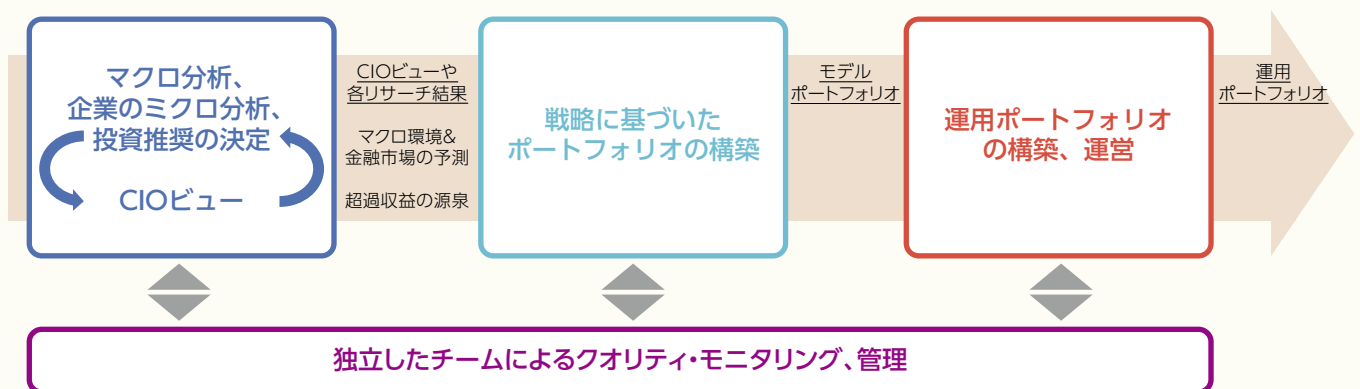 マクロ分析、
企業のミクロ分析、
投資推奨の決定
CIOビュー
CIOビューや
各リサーチ結果
マクロ環境&
金融市場の予測
超過収益の源泉
戦略に基づいた
ポートフォリオの構築
モデル
ポートフォリオ
運用ポートフォリオ
の構築、運営
運用
ポートフォリオ
独立したチームによるクオリティ・モニタリング、管理